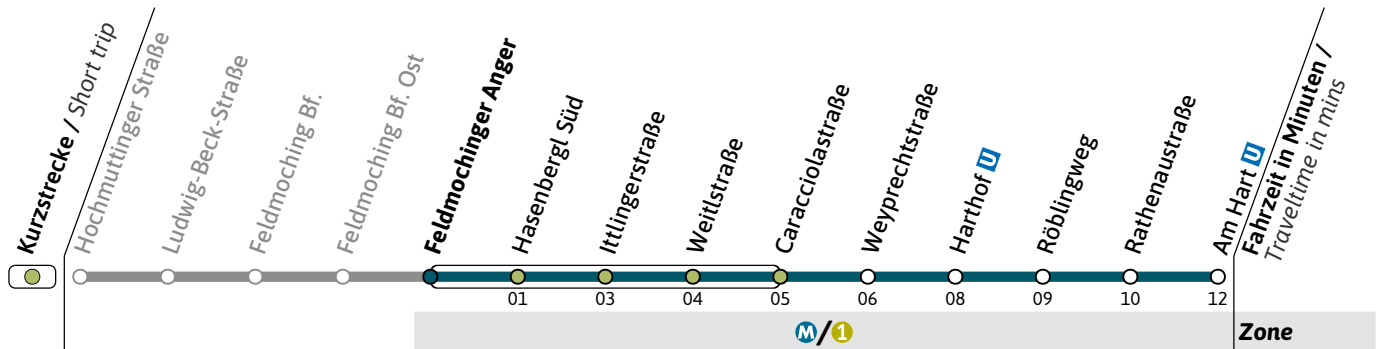 Kurzstrecke / Short trip
Hochmuttinger Straße
Ludwig-Beck-Straße
Feldmoching Bf.
Feldmoching Bf. Ost
Feldmochinger Anger
Hasenbergl Süd
Ittlingerstraße
Weitlstraße
Caracciolastraße
Weyprechtstraße
Harthof U
Röblingweg
Rathenaustraße
Am Hart U
Fahrzeit in Minuten /
Traveltime in mins
01 03 04 05 06 08 09 10 12
M/1 Zone